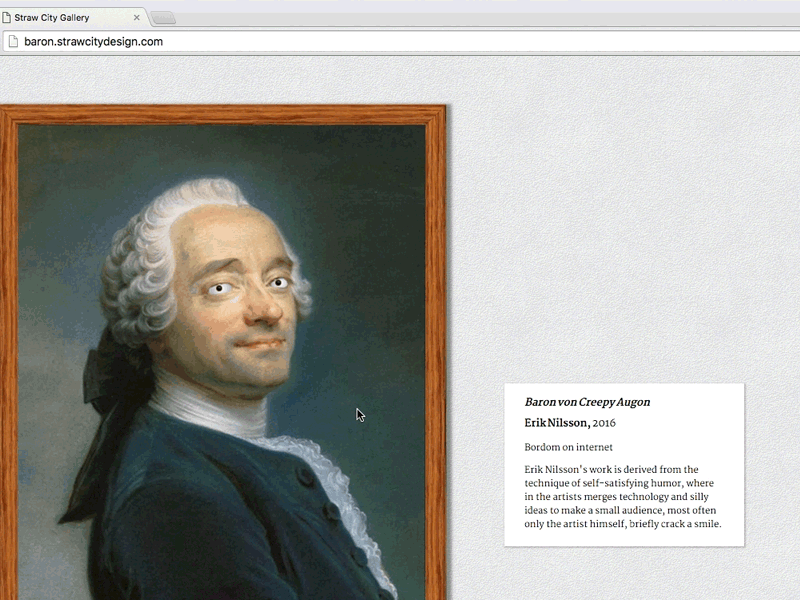 Straw City Gallery
baron.strawcitydesign.com
Baron von Creepy Augon
Erik Nilsson, 2016
Bordom on internet
Erik Nilsson's work is derived from the
technique of self-satisfying humor, where
in the artists merges technology and silly
ideas to make a small audience, most often
only the artist himself, briefly crack a smile.